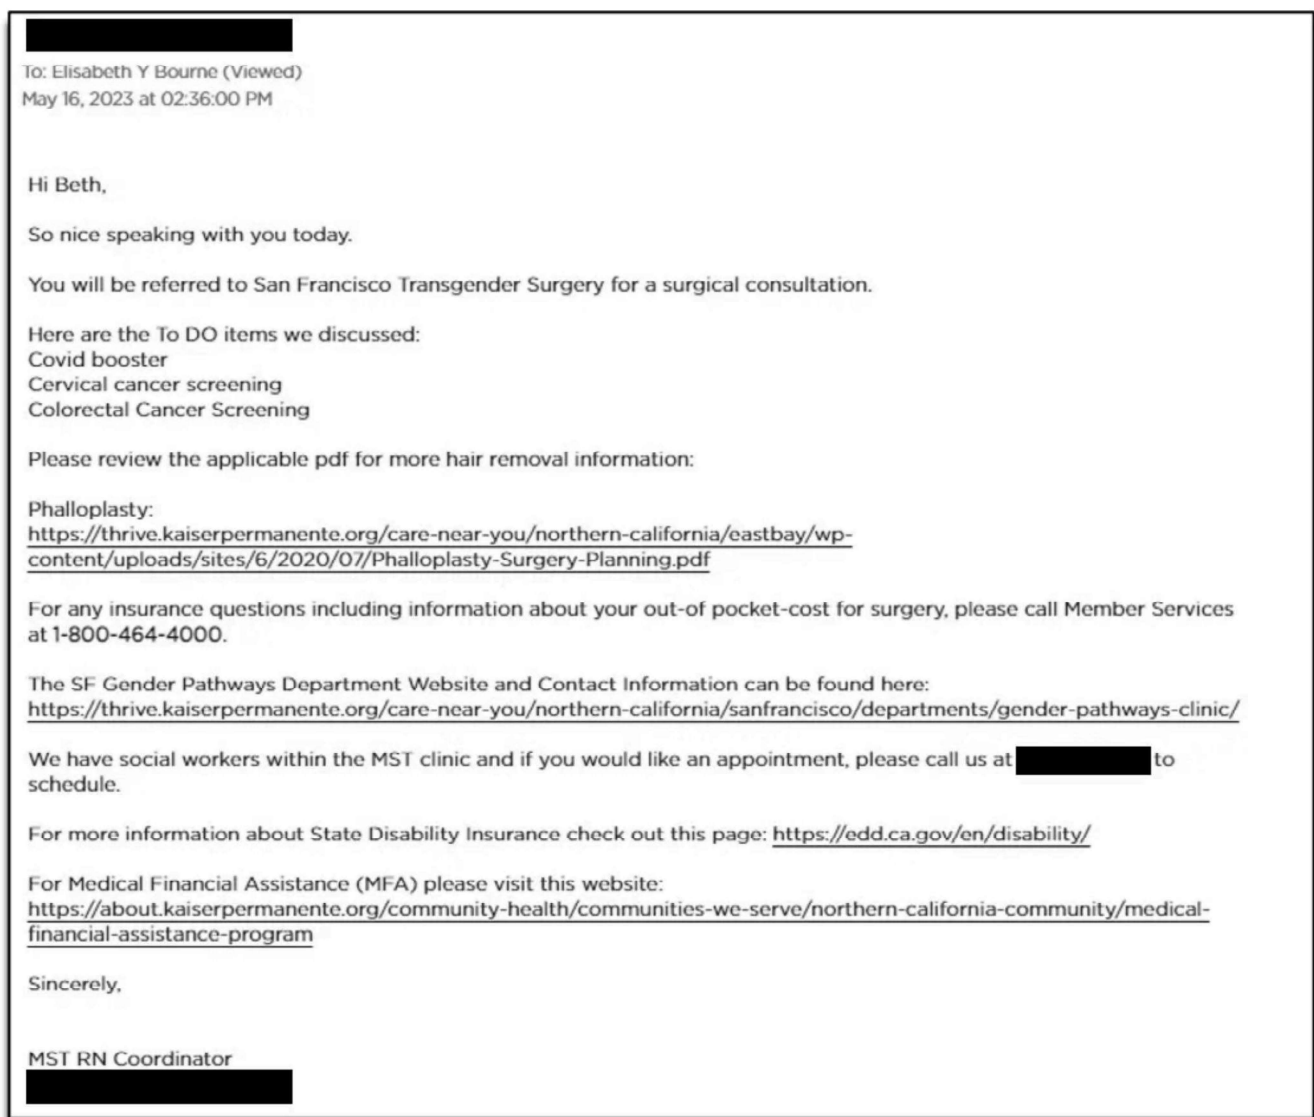 To: Elisabeth Y Bourne (Viewed)
May 16, 2023 at 02:36:00 PM
Hi Beth,
So nice speaking with you today.
You will be referred to San Francisco Transgender Surgery for a surgical consultation.
Here are the To DO items we discussed:
Covid booster
Cervical cancer screening
Colorectal Cancer Screening
Please review the applicable pdf for more hair removal information:
Phalloplasty:
https://thrive.kaiserpermanente.org/care-near-you/northern-california/eastbay/wp-
content/uploads/sites/6/2020/07/Phalloplasty-Surgery-Planning.pdf
For any insurance questions including information about your out-of pocket-cost for surgery, please call Member Services
at 1-800-464-4000.
The SF Gender Pathways Department Website and Contact Information can be found here:
https://thrive.kaiserpermanente.org/care-near-you/northern-california/sanfrancisco/departments/gender-pathways-clinic/
We have social workers within the MST clinic and if you would like an appointment, please call us at to
schedule.
For more information about State Disability Insurance check out this page: https://edd.ca.gov/en/disability/
For Medical Financial Assistance (MFA) please visit this website:
https://about.kaiserpermanente.org/community-health/communities-we-serve/northern-california-community/medical-
financial-assistance-program
Sincerely,
MST RN Coordinator